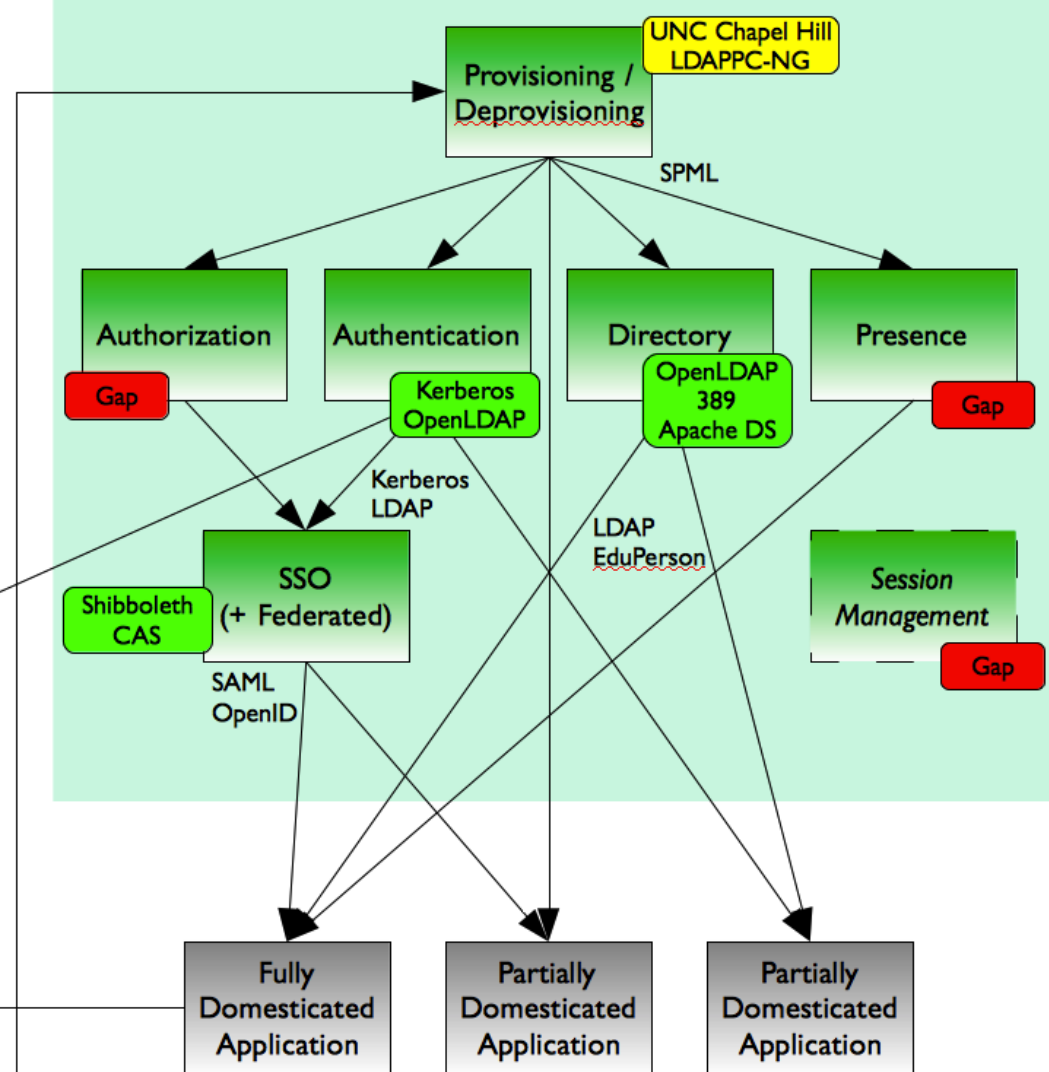 UNC Chapel Hill
LDAPPC-NG
Provisioning /
Deprovisioning
SPML
Authorization
Gap
Authentication
Kerberos
OpenLDAP
Directory
OpenLDAP
389
Apache DS
Presence
Gap
Kerberos
LDAP
LDAP
EduPerson
SSO
(+ Federated)
Shibboleth
CAS
Session
Management
Gap
SAML
OpenID
Fully
Domesticated
Application
Partially
Domesticated
Application
Partially
Domesticated
Application